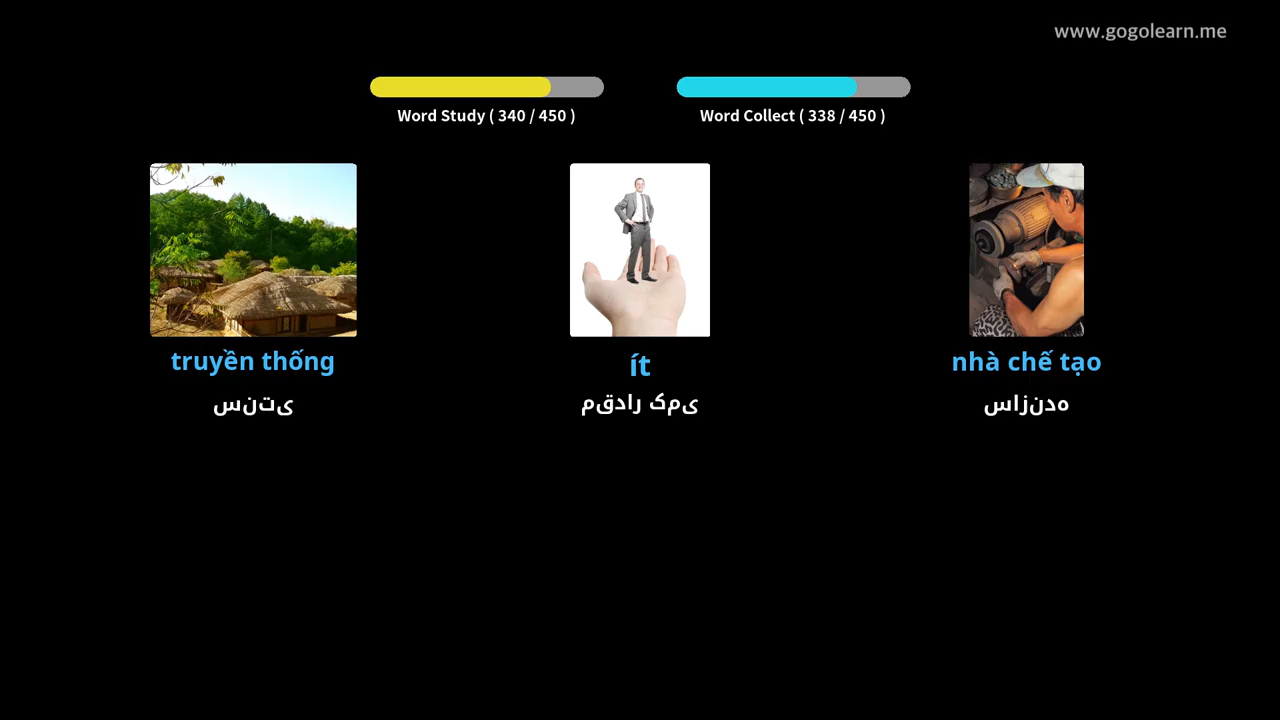 www.gogolearn.me
Word Study ( 340 / 450 )
Word Collect ( 338 / 450 )
truyền thống
یتنس
ít
یمک رادقم
nhà chế tạo
هدنزاس